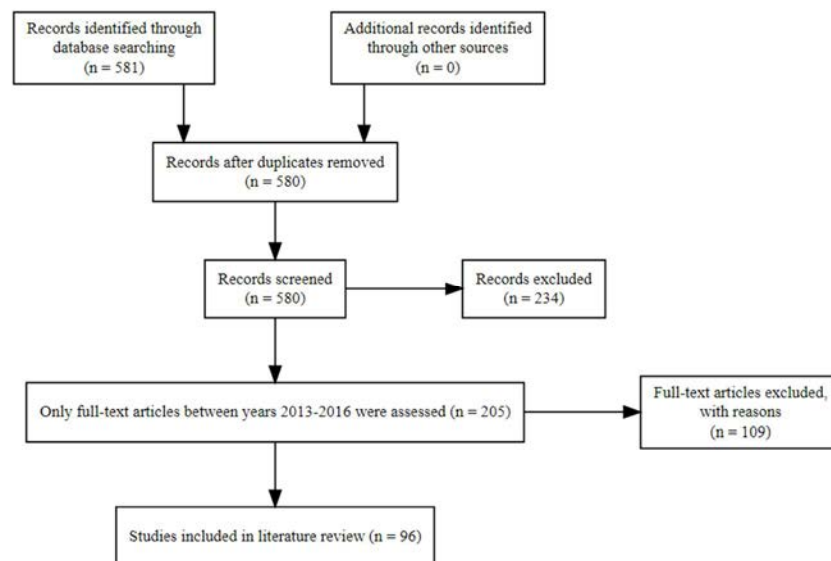 Records identified through
database searching
(n = 581)
Additional records identified
through other sources
(n = 0)
Records after duplicates removed
(n = 580)
Records screened
(n = 580)
Records excluded
(n = 234)
Only full-text articles between years 2013-2016 were assessed (n = 205)
Full-text articles excluded,
with reasons
(n = 109)
Studies included in literature review (n = 96)